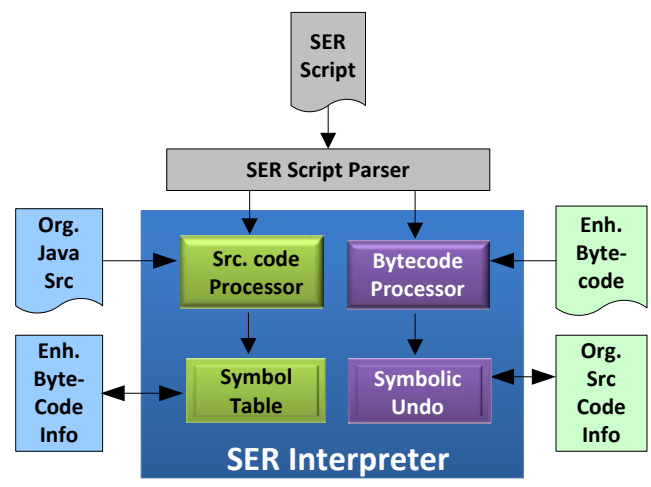 SER
Script
SER Script Parser
Org.
Java
Src
Src. code
Processor
Bytecode
Processor
Enh.
Byte-
code
Enh.
Byte-
Code
Info
Symbol
Table
Symbolic
Undo
Org.
Src
Code
Info
SER Interpreter